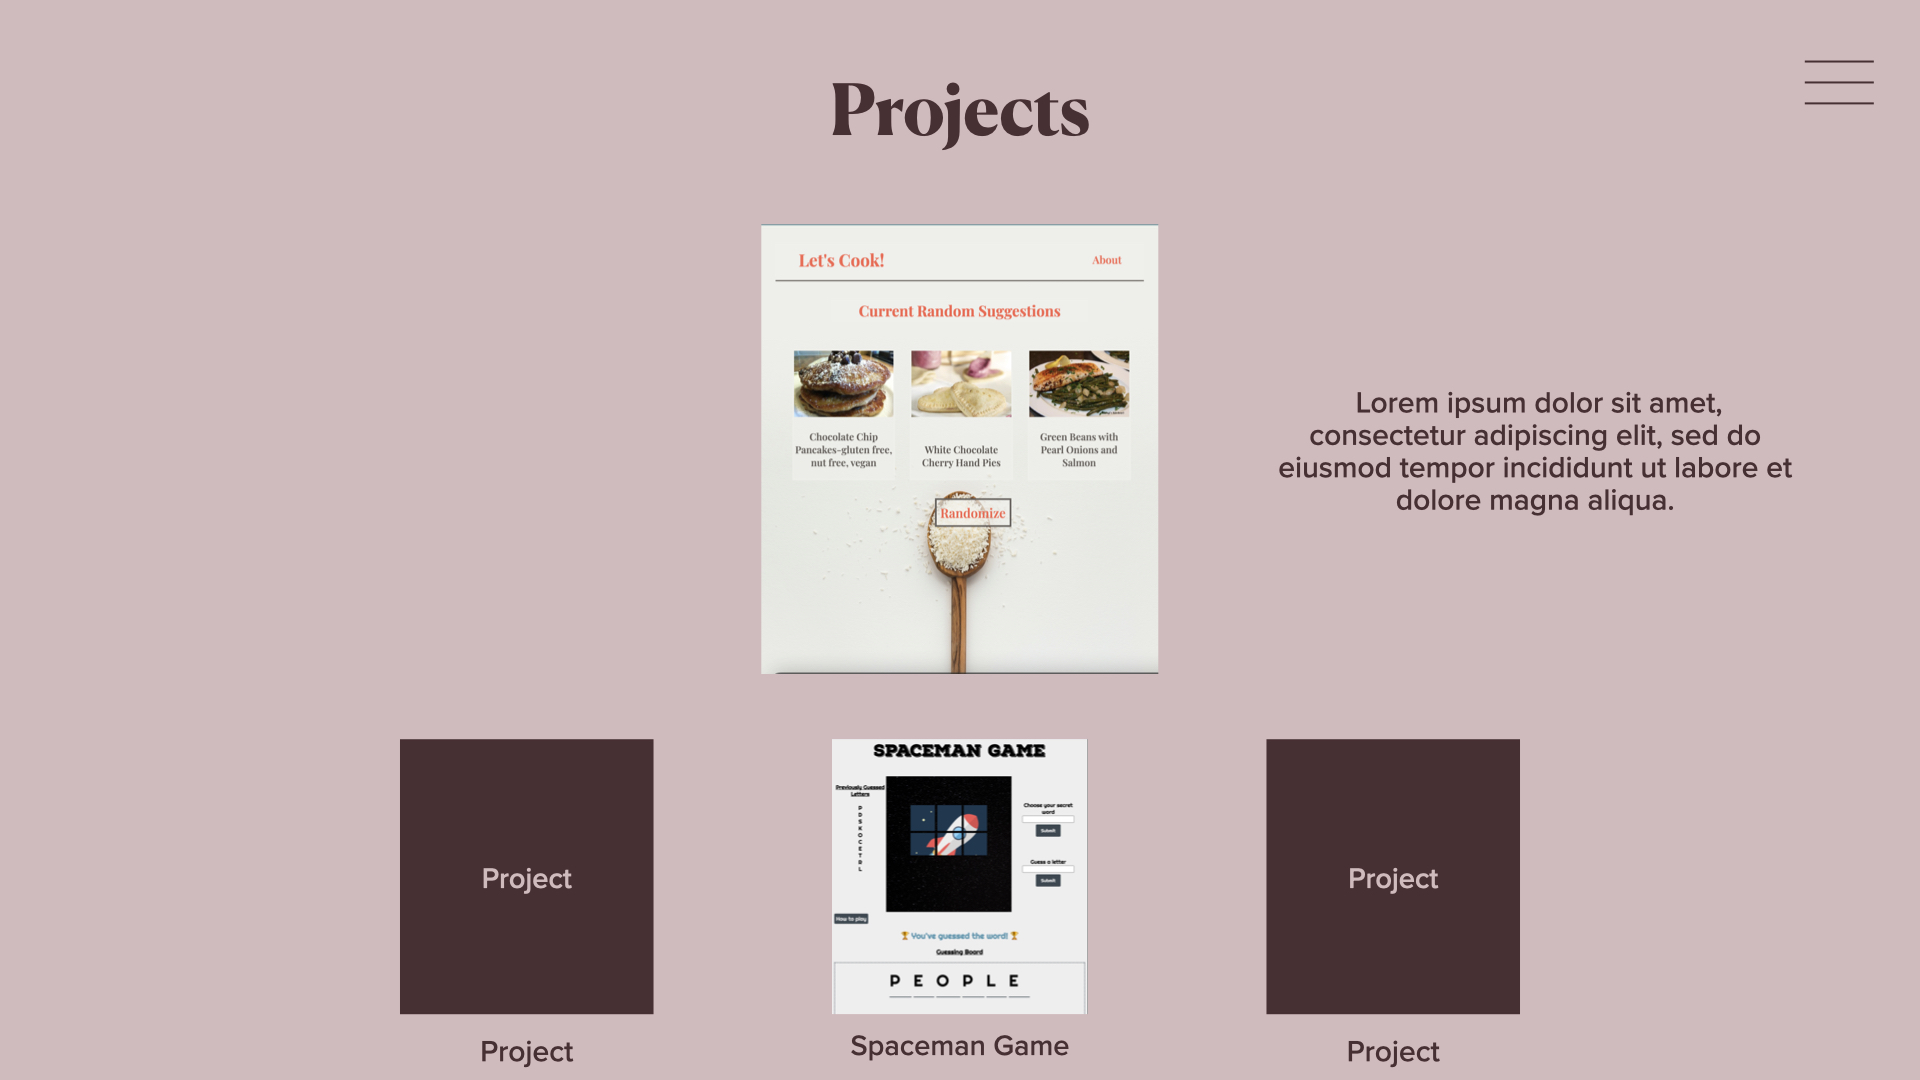 Projects
Let's Cook!
About
Current Random Suggestions
Chocolate Chip
Pancakes-gluten free,
nut free, vegan
White Chocolate
Cherry Hand Pies
Green Beans with
Pearl Onions and
Salmon
Randomize
Lorem ipsum dolor sit amet,
consectetur adipiscing elit, sed do
eiusmod tempor incididunt ut labore et
dolore magna aliqua.
Project
Project
SPACEMAN GAME
Previously Guessed
Letters
P
D
S
K
O
C
E
T
R
L
How to play
Choose your secret
word
Submit
Guess a letter
Submit
🏆 You've guessed the word! 🏆
Guessing Board
P E O P L E
Spaceman Game
Project
Project